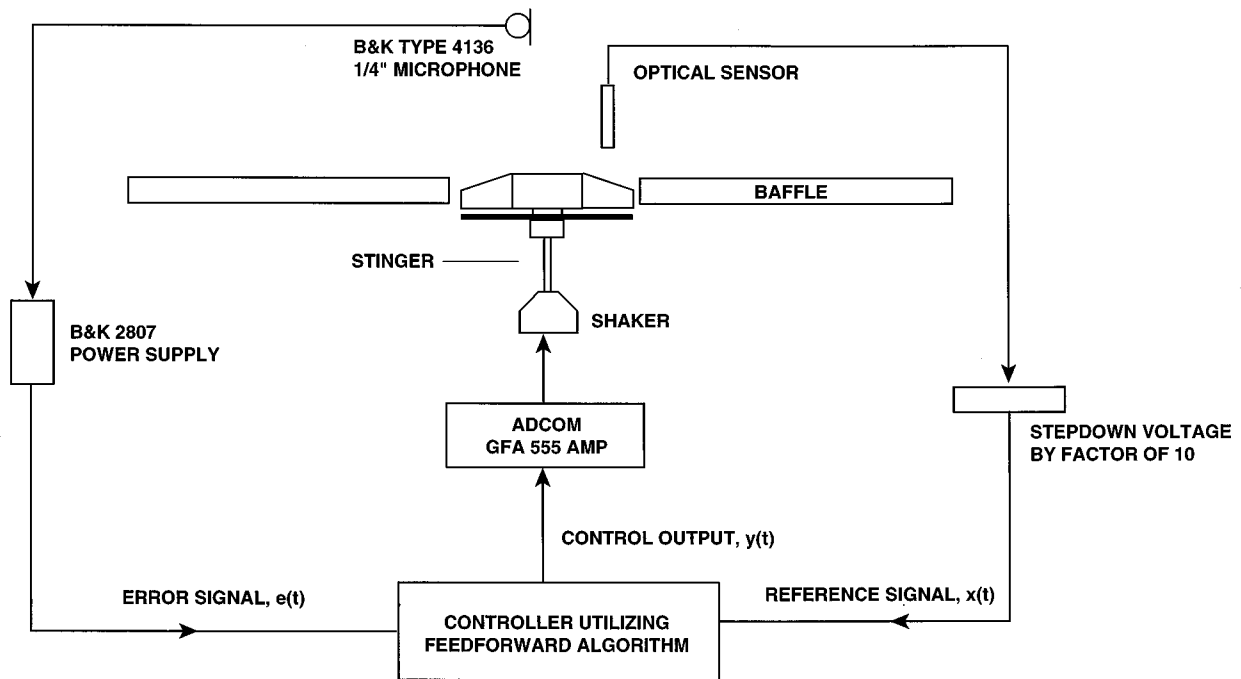 B&K TYPE 4136
1/4" MICROPHONE
OPTICAL SENSOR
BAFFLE
STINGER
SHAKER
B&K 2807
POWER SUPPLY
ADCOM
GFA 555 AMP
STEPDOWN VOLTAGE
BY FACTOR OF 10
CONTROL OUTPUT, y(t)
ERROR SIGNAL, e(t)
REFERENCE SIGNAL, x(t)
CONTROLLER UTILIZING
FEEDFORWARD ALGORITHM